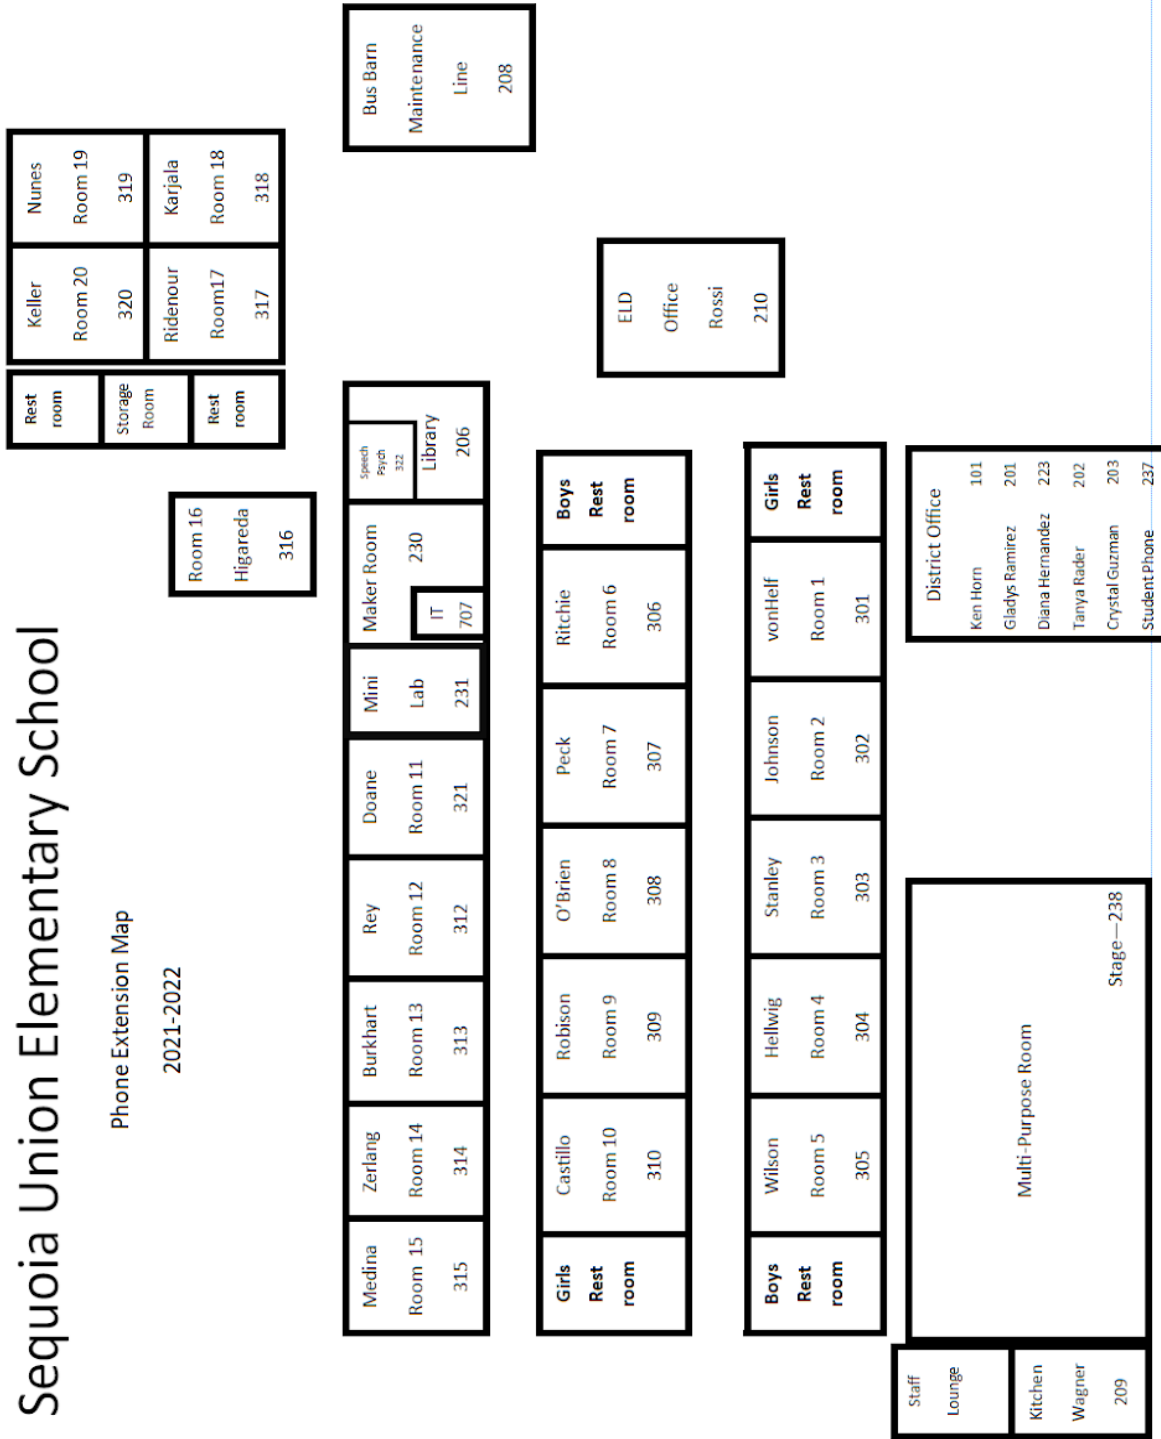 Sequoia Union Elementary School
Phone Extension Map
2021-2022
Rest
room
Storage
Room
Rest
room
Keller
Room 20
320
Nunes
Room 19
319
Ridenour
Room17
317
Karjala
Room 18
318
Room 16
Higareda
316
Bus Barn
Maintenance
Line
208
Medina
Room 15
315
Zerlang
Room 14
314
Burkhart
Room 13
313
Rey
Room 12
312
Doane
Room 11
321
Mini
Lab
231
Maker Room
230
IT
707
Speech
Psych
322
Library
206
ELD
Office
Rossi
210
Girls
Rest
room
Castillo
Room 10
310
Robison
Room 9
309
O'Brien
Room 8
308
Peck
Room 7
307
Ritchie
Room 6
306
Boys
Rest
room
Boys
Rest
room
Wilson
Room 5
305
Hellwig
Room 4
304
Stanley
Room 3
303
Johnson
Room 2
302
vonHelf
Room 1
301
Girls
Rest
room
Staff
Lounge
Kitchen
Wagner
209
Multi-Purpose Room
Stage—238
District Office
Ken Horn 101
Gladys Ramirez 201
Diana Hernandez 223
Tanya Rader 202
Crystal Guzman 203
Student Phone 237